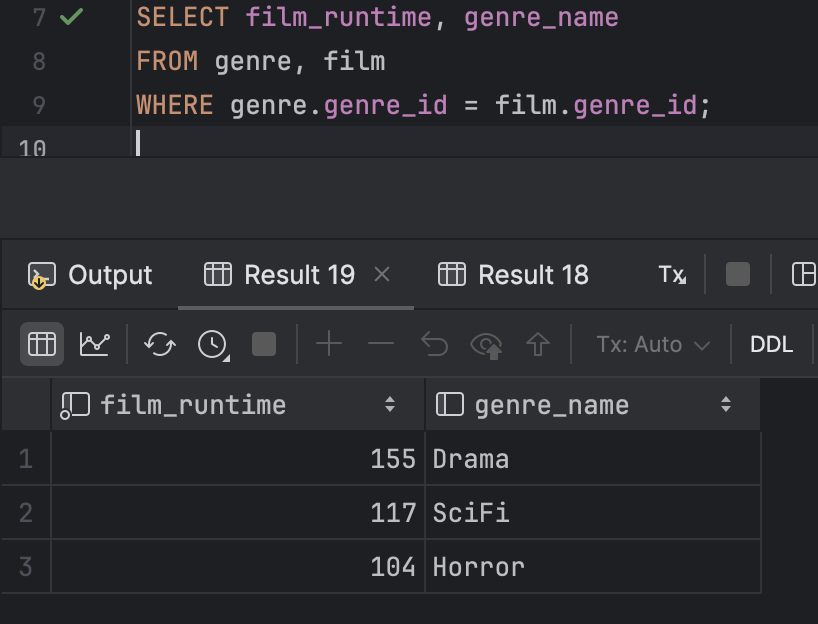 7 SELECT film_runtime, genre_name
8 FROM genre, film
9 WHERE genre.genre_id = film.genre_id;
10
Output Result 19 Result 18 Tx
Tx: Auto DDL
film_runtime genre_name
1 155 Drama
2 117 SciFi
3 104 Horror